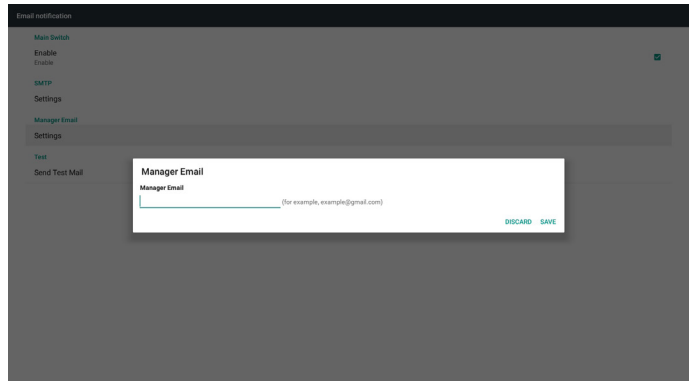 Email notification
Main Switch
Enable
Enable
SMTP
Settings
Manager Email
Settings
Test
Send Test Mail
Manager Email
Manager Email
(for example, example@gmail.com)
DISCARD SAVE